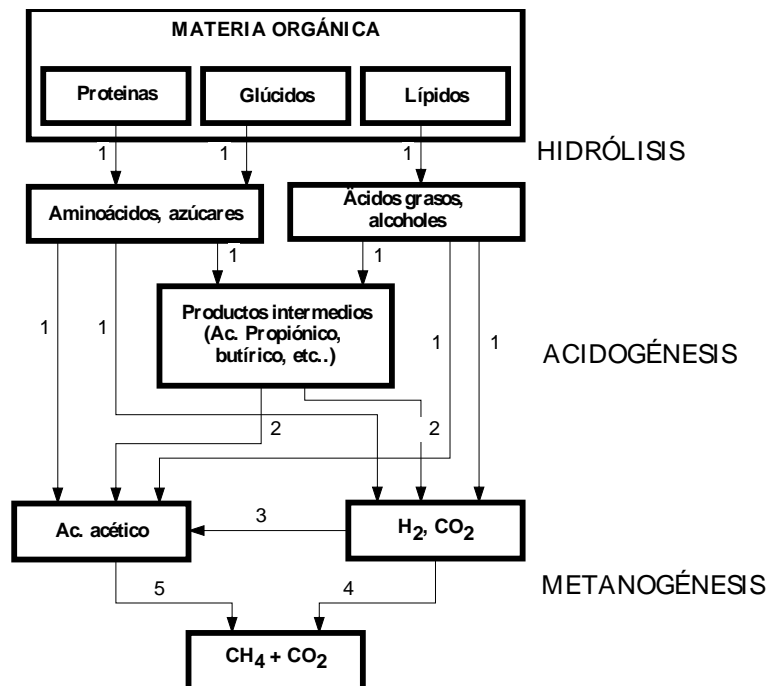 MATERIA ORGÁNICA
Proteinas
Glúcidos
Lípidos
1
1
1
HIDRÓLISIS
Aminoácidos, azúcares
Äcidos grasos,
alcoholes
1
1
1
1
1
1
Productos intermedios
(Ac. Propiónico,
butírico, etc..)
ACIDOGÉNESIS
2
2
Ac. acético
3
H2, CO2
METANOGÉNESIS
5
4
CH4 + CO2